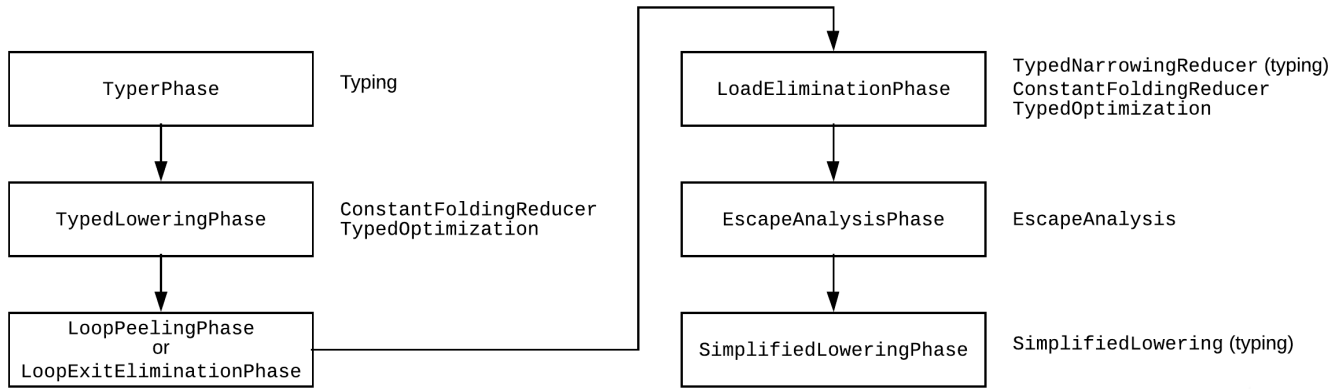 TyperPhase
Typing
TypedLoweringPhase
ConstantFoldingReducer
TypedOptimization
LoopPeelingPhase
or
LoopExitEliminationPhase
LoadEliminationPhase
TypedNarrowingReducer (typing)
ConstantFoldingReducer
TypedOptimization
EscapeAnalysisPhase
EscapeAnalysis
SimplifiedLoweringPhase
SimplifiedLowering (typing)